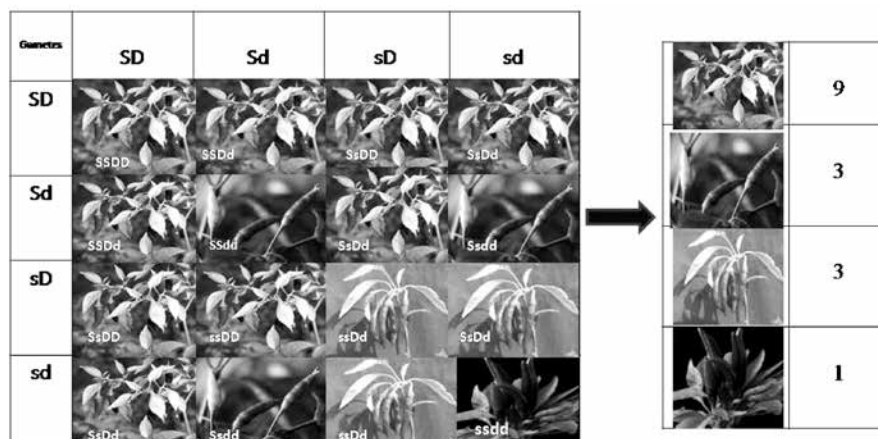 Gametes SD Sd sD sd
SD SSDD SSDd SsDD SsDd
Sd SSDd SSdd SsDd Ssdd
sD SsDD ssDD ssDd SsDd
sd SsDd Ssdd ssDd ssdd
9
3
3
1